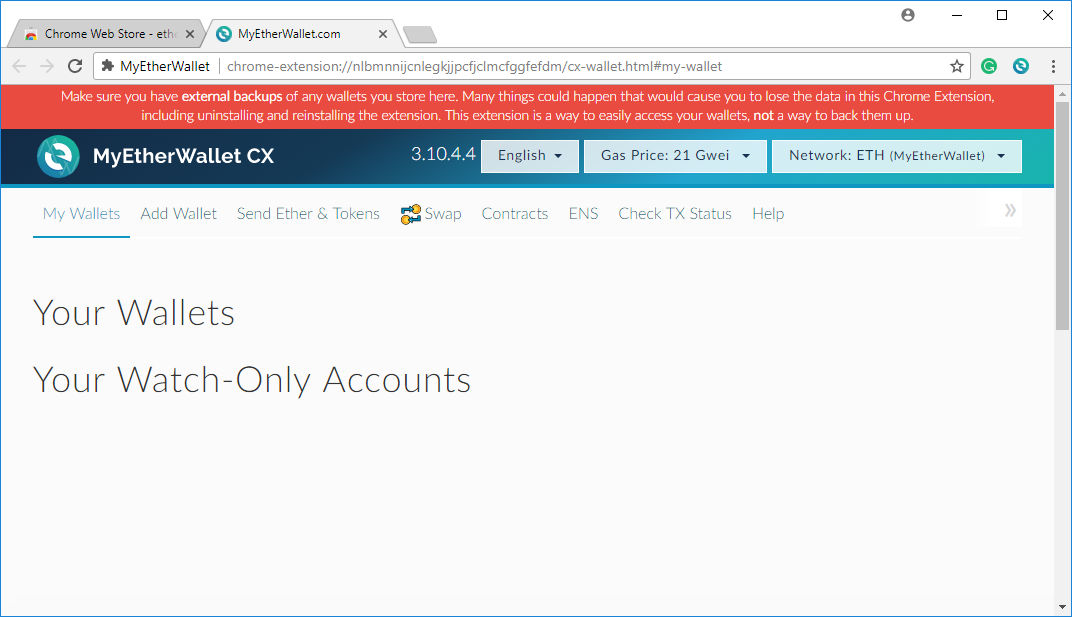 Chrome Web Store - eth
MyEtherWallet.com
MyEtherWallet
chrome-extension://nlbmnnijcnlegkjjpcfjclmcfggfefdm/cx-wallet.html#my-wallet
Make sure you have external backups of any wallets you store here. Many things could happen that would cause you to lose the data in this Chrome Extension,
including uninstalling and reinstalling the extension. This extension is a way to easily access your wallets, not a way to back them up.
MyEtherWallet CX
3.10.4.4
English
Gas Price: 21 Gwei
Network: ETH (MyEtherWallet)
My Wallets
Add Wallet
Send Ether & Tokens
Swap
Contracts
ENS
Check TX Status
Help
»
Your Wallets
Your Watch-Only Accounts